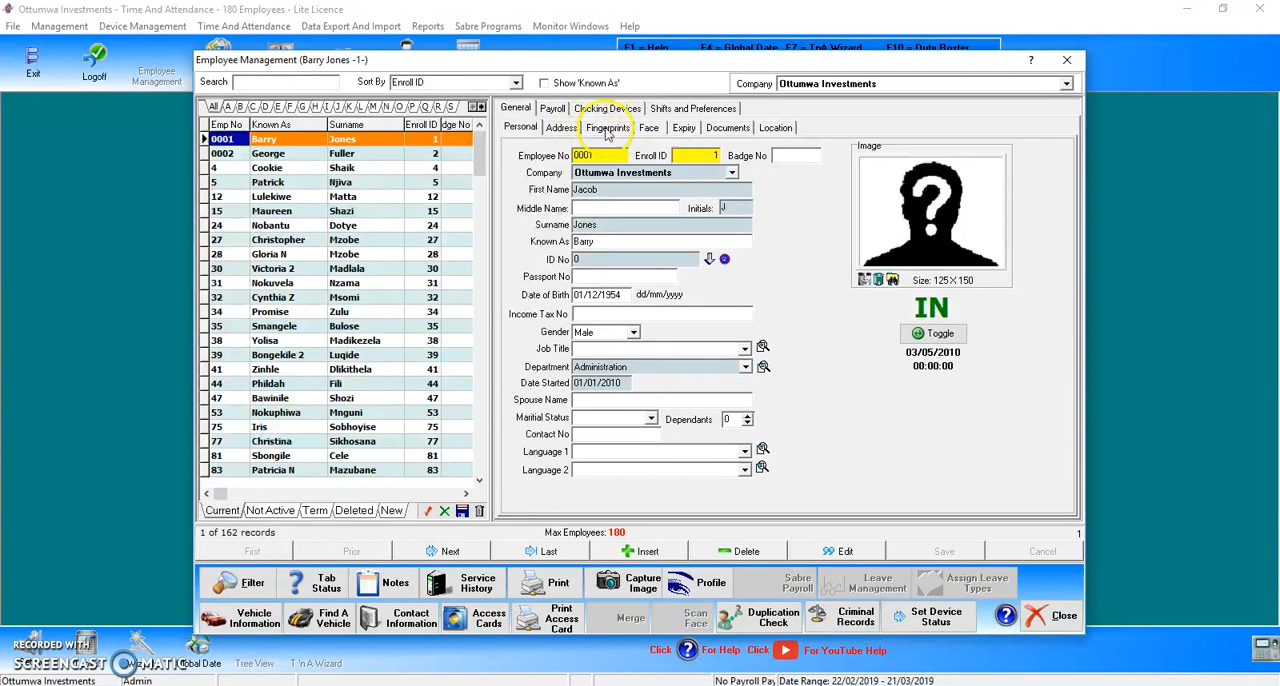 Ottumwa Investments - Time And Attendance - 180 Employees - Lite Licence
File Management Device Management Time And Attendance Data Export And Import Reports Sabre Programs Monitor Windows Help
Exit Logoff Employee Management
Employee Management (Barry Jones -1-)
Search Sort By Enroll ID Show 'Known As' Company Ottumwa Investments
All A B C D E F G H I J K L M N O P Q R S
General Payroll Clocking Devices Shifts and Preferences
Personal Address Fingerprints Face Expiry Documents Location
Emp No Known As Surname Enroll ID dge No
0001 Barry Jones 1
0002 George Fuller 2
4 Cookie Shaik 4
5 Patrick Njiva 5
12 Lulekiwe Matta 12
15 Maureen Shazi 15
24 Nobantu Dotye 24
27 Christopher Mzobe 27
28 Gloria N Mzobe 28
30 Victoria 2 Madlala 30
31 Nokuvela Nzama 31
32 Cynthia Z Msomi 32
34 Promise Zulu 34
35 Smangele Bulose 35
38 Yolisa Madikezela 38
39 Bongekile 2 Luqide 39
41 Zinhle Dlikithela 41
44 Phildah Fili 44
47 Bawinile Shozi 47
53 Nokuphiwa Mnguni 53
75 Iris Sobhoyise 75
77 Christina Sikhosana 77
81 Sbongile Cele 81
83 Patricia N Mazubane 83
Current Not Active Term Deleted New
Employee No 0001 Enroll ID 1 Badge No
Company Ottumwa Investments
First Name Jacob
Middle Name: Initials: J
Surname Jones
Known As Barry
ID No 0
Passport No
Date of Birth 01/12/1954 dd/mm/yyyy
Income Tax No
Gender Male
Job Title
Department Administration
Date Started 01/01/2010
Spouse Name
Maritial Status Dependants 0
Contact No
Language 1
Language 2
Image
Size: 125 X 150
IN
Toggle
03/05/2010
00:00:00
1 of 162 records Max Employees: 180 1
First Prior Next Last Insert Delete Edit Save Cancel
Filter Tab Status Notes Service History Print Capture Image Profile Sabre Payroll Leave Management Assign Leave Types
Vehicle Information Find A Vehicle Contact Information Access Cards Print Access Card Merge Scan Face Duplication Check Criminal Records Set Device Status Close
Click For Help Click For YouTube Help
RECORDED WITH
SCREENCAST MATIC
Global Date Tree View T 'nA Wizard
Ottumwa Investments Admin No Payroll Pay Date Range: 22/02/2019 - 21/03/2019